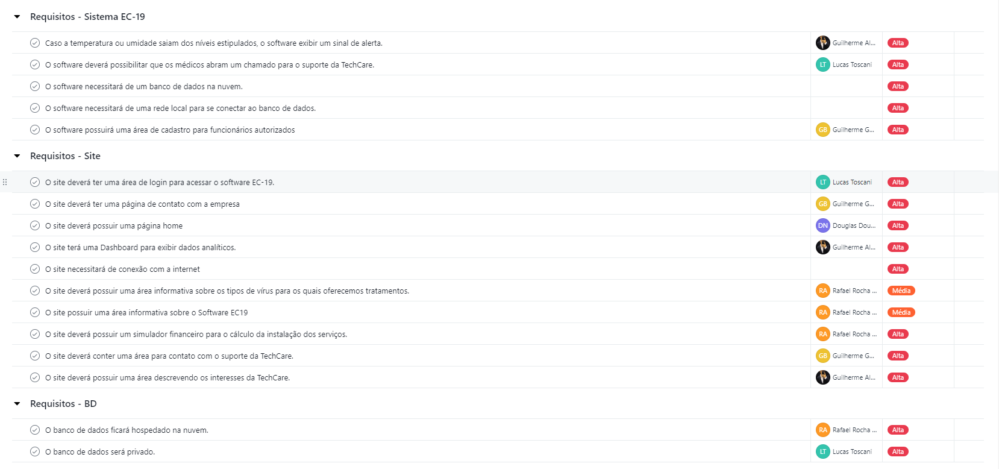 Requisitos - Sistema EC-19
Caso a temperatura ou umidade saiam dos níveis estipulados, o software exibir um sinal de alerta. Guilherme Al... Alta
O software deverá possibilitar que os médicos abram um chamado para o suporte da TechCare. LT Lucas Toscani Alta
O software necessitará de um banco de dados na nuvem. Alta
O software necessitará de uma rede local para se conectar ao banco de dados. Alta
O software possuirá uma área de cadastro para funcionários autorizados GB Guilherme G... Alta
Requisitos - Site
O site deverá ter uma área de login para acessar o software EC-19. LT Lucas Toscani Alta
O site deverá ter uma página de contato com a empresa GB Guilherme G... Alta
O site deverá possuir uma página home DN Douglas Dou... Alta
O site terá uma Dashboard para exibir dados analíticos. Guilherme Al... Alta
O site necessitará de conexão com a internet Alta
O site deverá possuir uma área informativa sobre os tipos de vírus para os quais oferecemos tratamentos. RA Rafael Rocha ... Média
O site possuir uma área informativa sobre o Software EC19 RA Rafael Rocha ... Média
O site deverá possuir um simulador financeiro para o cálculo da instalação dos serviços. RA Rafael Rocha ... Alta
O site deverá conter uma área para contato com o suporte da TechCare. GB Guilherme G... Alta
O site deverá possuir uma área descrevendo os interesses da TechCare. Guilherme Al... Alta
Requisitos - BD
O banco de dados ficará hospedado na nuvem. RA Rafael Rocha ... Alta
O banco de dados será privado. LT Lucas Toscani Alta